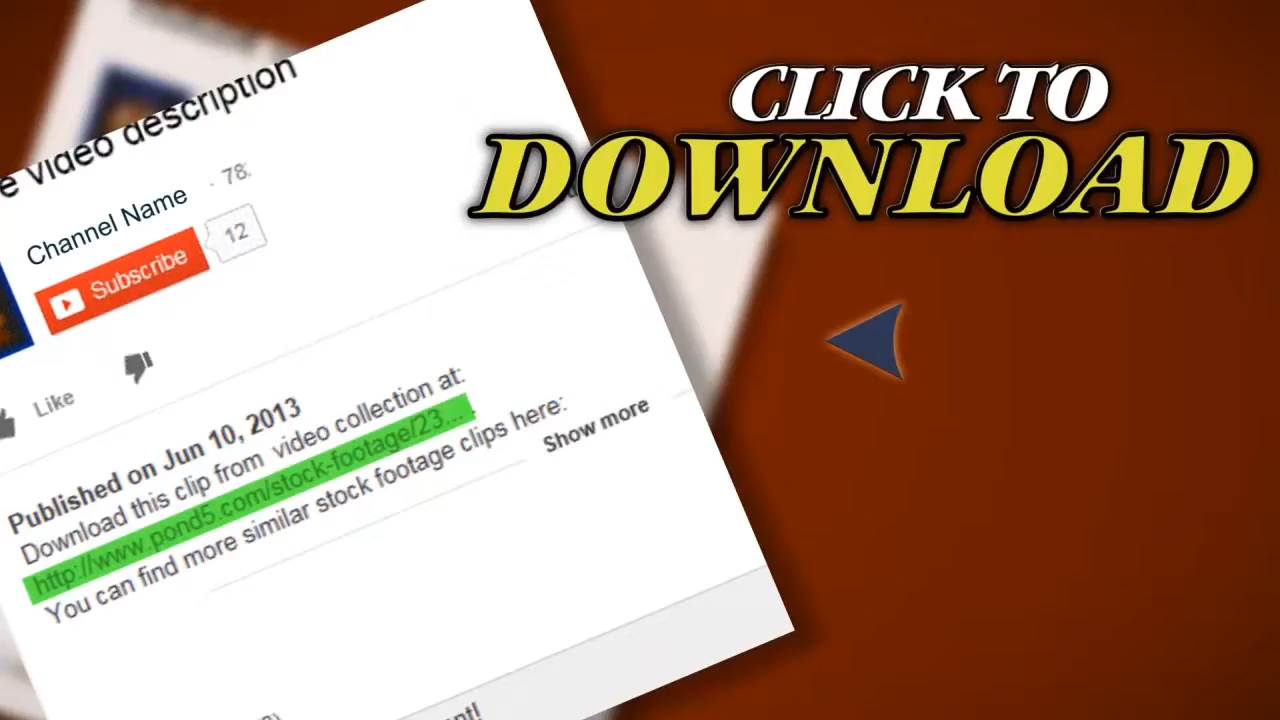 CLICK TO
DOWNLOAD
e video description
Channel Name
78
Subscribe
12
Like
Published on Jun 10, 2013
Download this clip from video collection at:
http://www.pond5.com/stock-footage/23...
You can find more similar stock footage clips here:
Show more